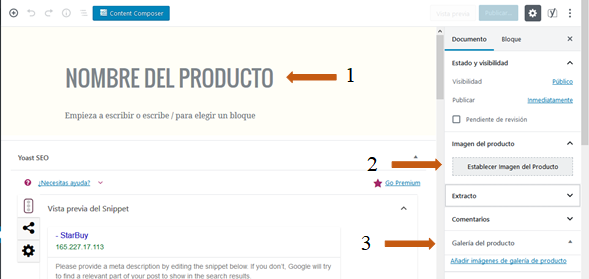 Content Composer
Vista previa
Publicar...
NOMBRE DEL PRODUCTO
1
Empieza a escribir o escribe / para elegir un bloque
Yoast SEO
¿Necesitas ayuda?
Go Premium
Vista previa del Snippet
- StarBuy
165.227.17.113
Please provide a meta description by editing the snippet below. If you don't, Google will
try to find a relevant part of your post to show in the search results.
Documento
Bloque
Estado y visibilidad
Visibilidad
Público
Publicar
Inmediatamente
Pendiente de revisión
Imagen del producto
2
Establecer Imagen del Producto
Extracto
Comentarios
3
Galería del producto
Añadir imágenes de galería de producto